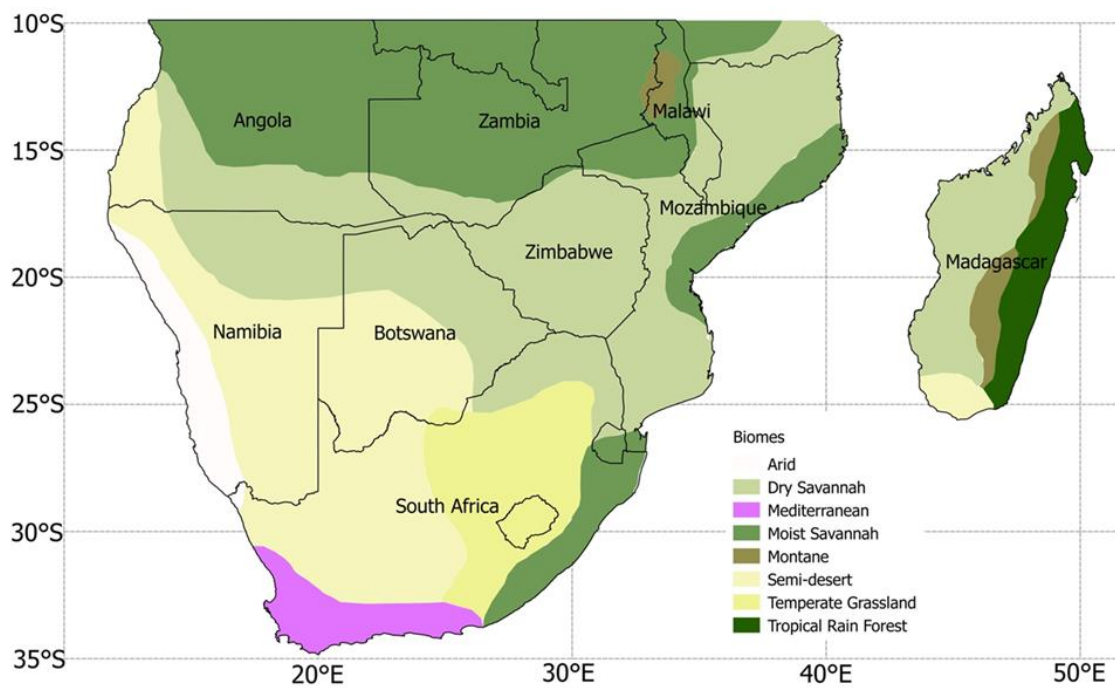 10°S
15°S
20°S
25°S
30°S
35°S
20°E
30°E
40°E
50°E
Angola
Zambia
Malawi
Mozambique
Zimbabwe
Madagascar
Namibia
Botswana
South Africa
Biomes
Arid
Dry Savannah
Mediterranean
Moist Savannah
Montane
Semi-desert
Temperate Grassland
Tropical Rain Forest